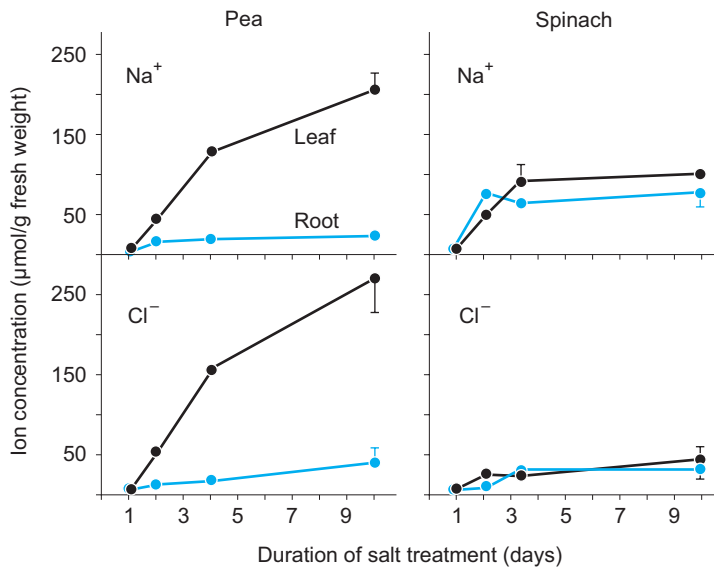 Pea
Spinach
Ion concentration (µmol/g fresh weight)
250
150
50
Na⁺
Leaf
Root
Na⁺
250
150
50
Cl⁻
Cl⁻
1 3 5 7 9
1 3 5 7 9
Duration of salt treatment (days)